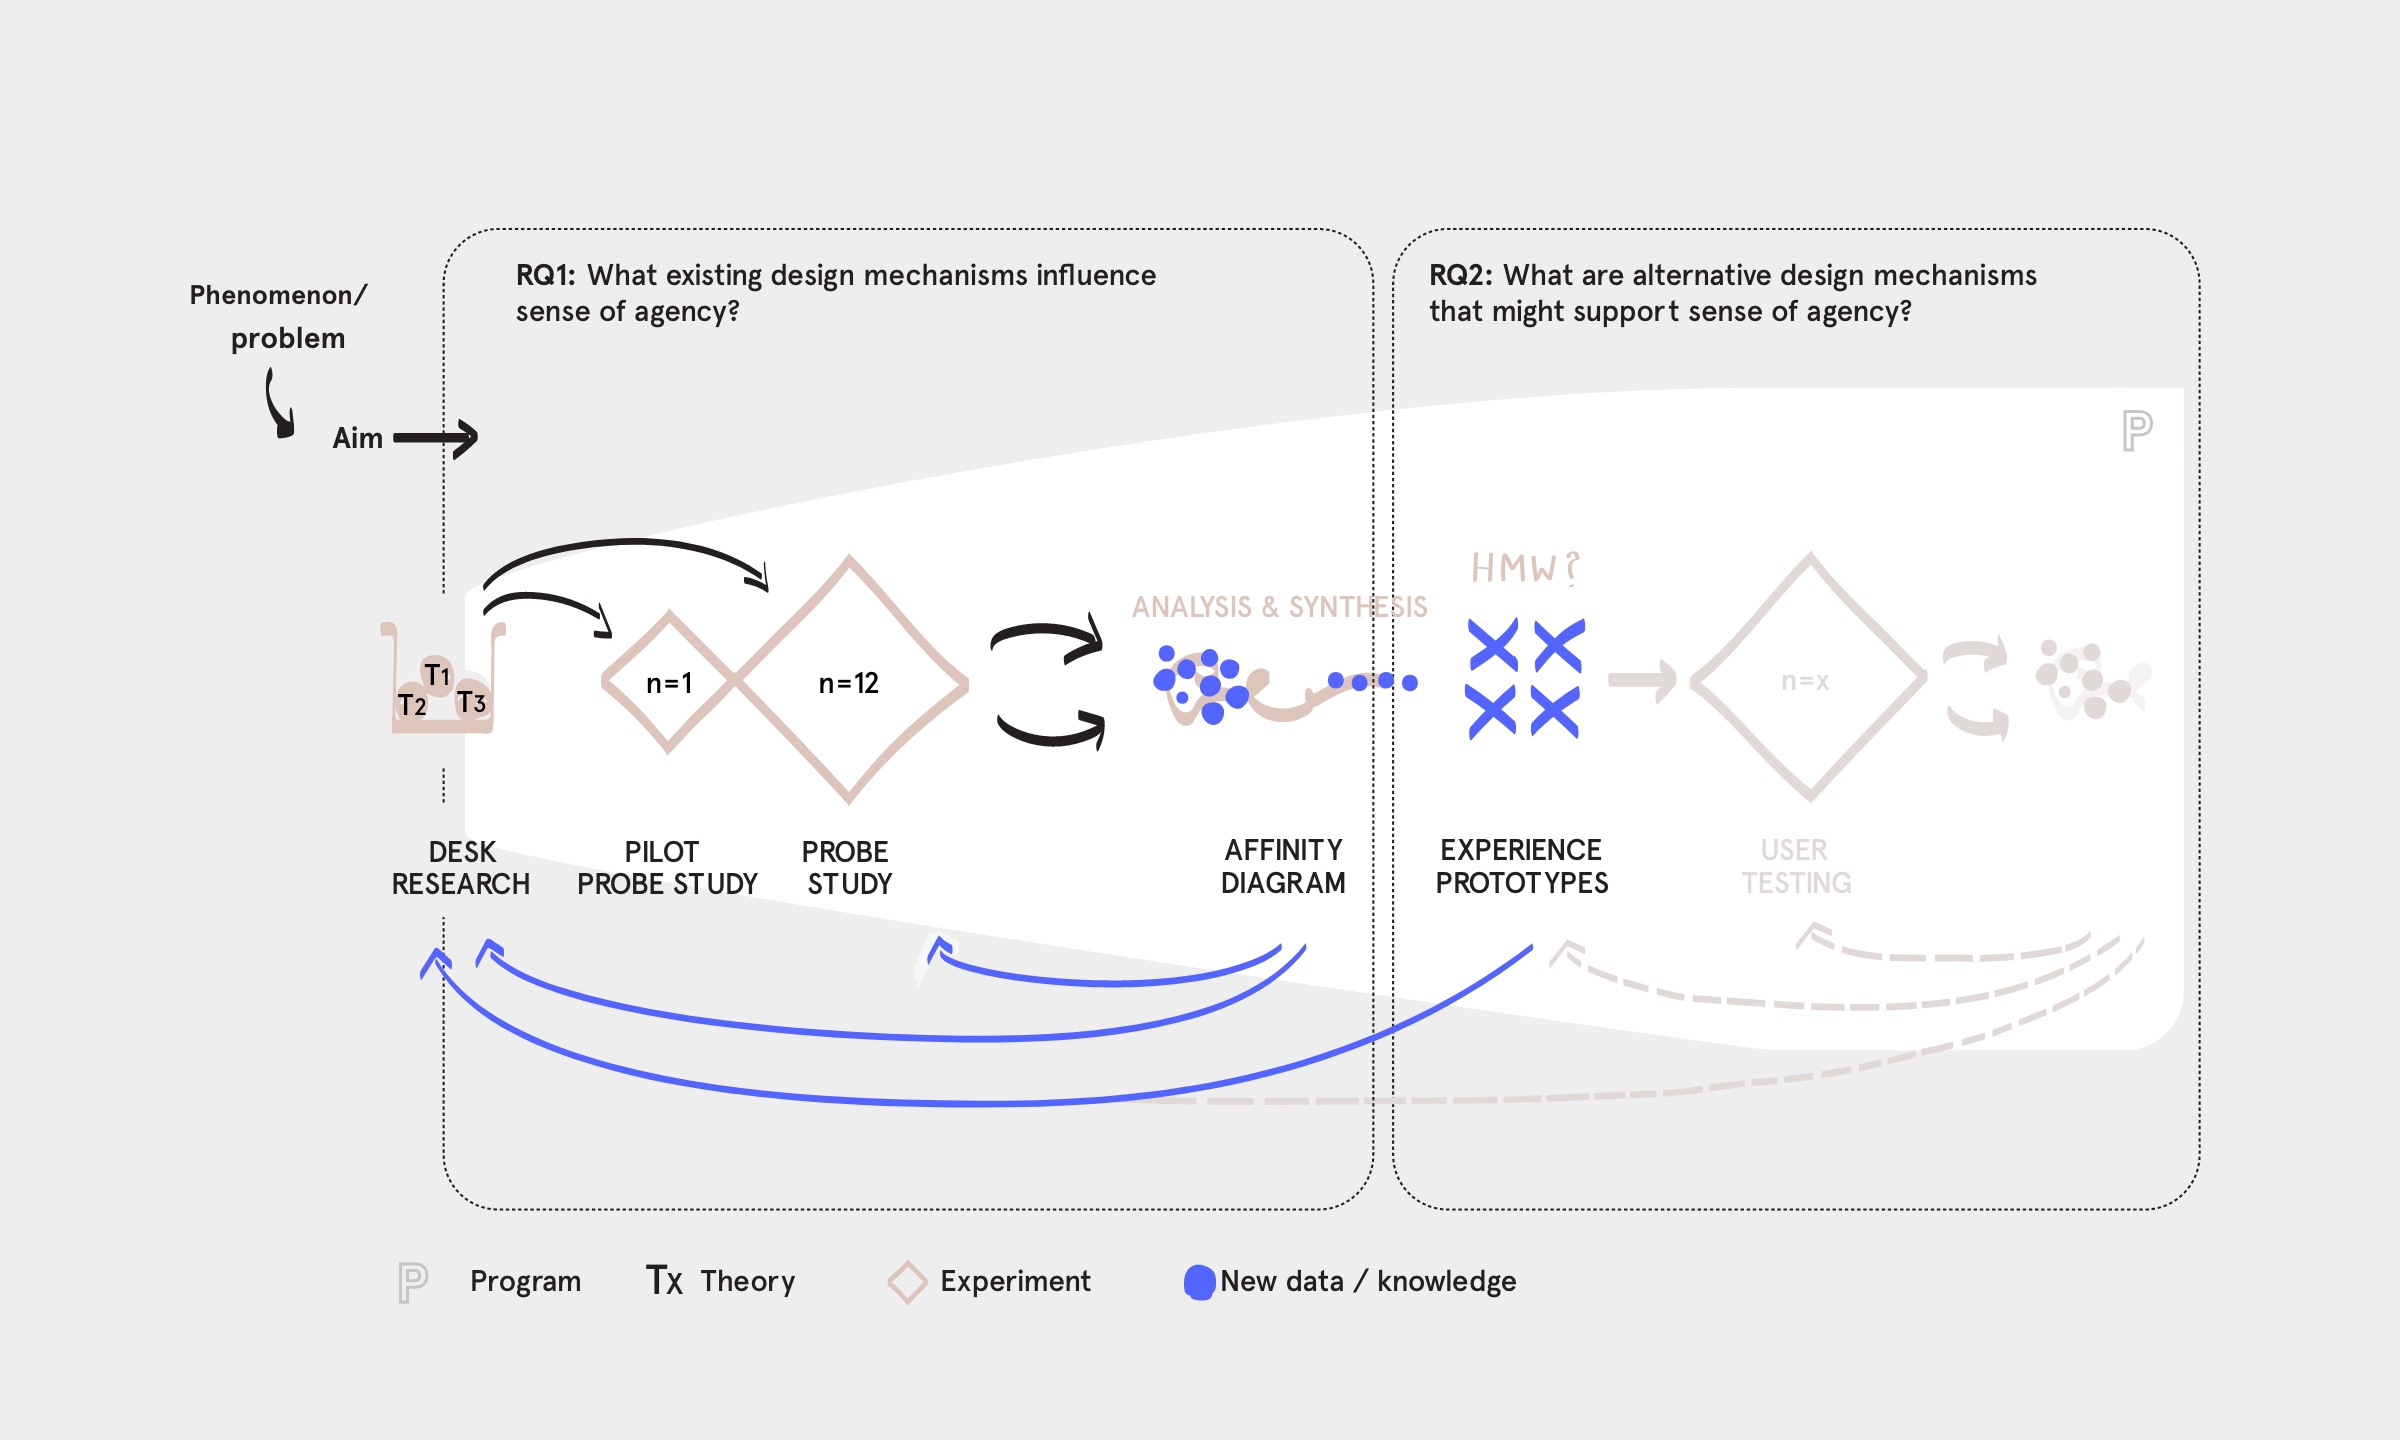 RQ1: What existing design mechanisms influence
sense of agency?
RQ2: What are alternative design mechanisms
that might support sense of agency?
Phenomenon/
problem
Aim
P
HMW?
ANALYSIS & SYNTHESIS
T1
T2
T3
n=1
n=12
n=x
DESK
RESEARCH
PILOT
PROBE STUDY
PROBE
STUDY
AFFINITY
DIAGRAM
EXPERIENCE
PROTOTYPES
USER
TESTING
P Program
Tx Theory
Experiment
New data / knowledge